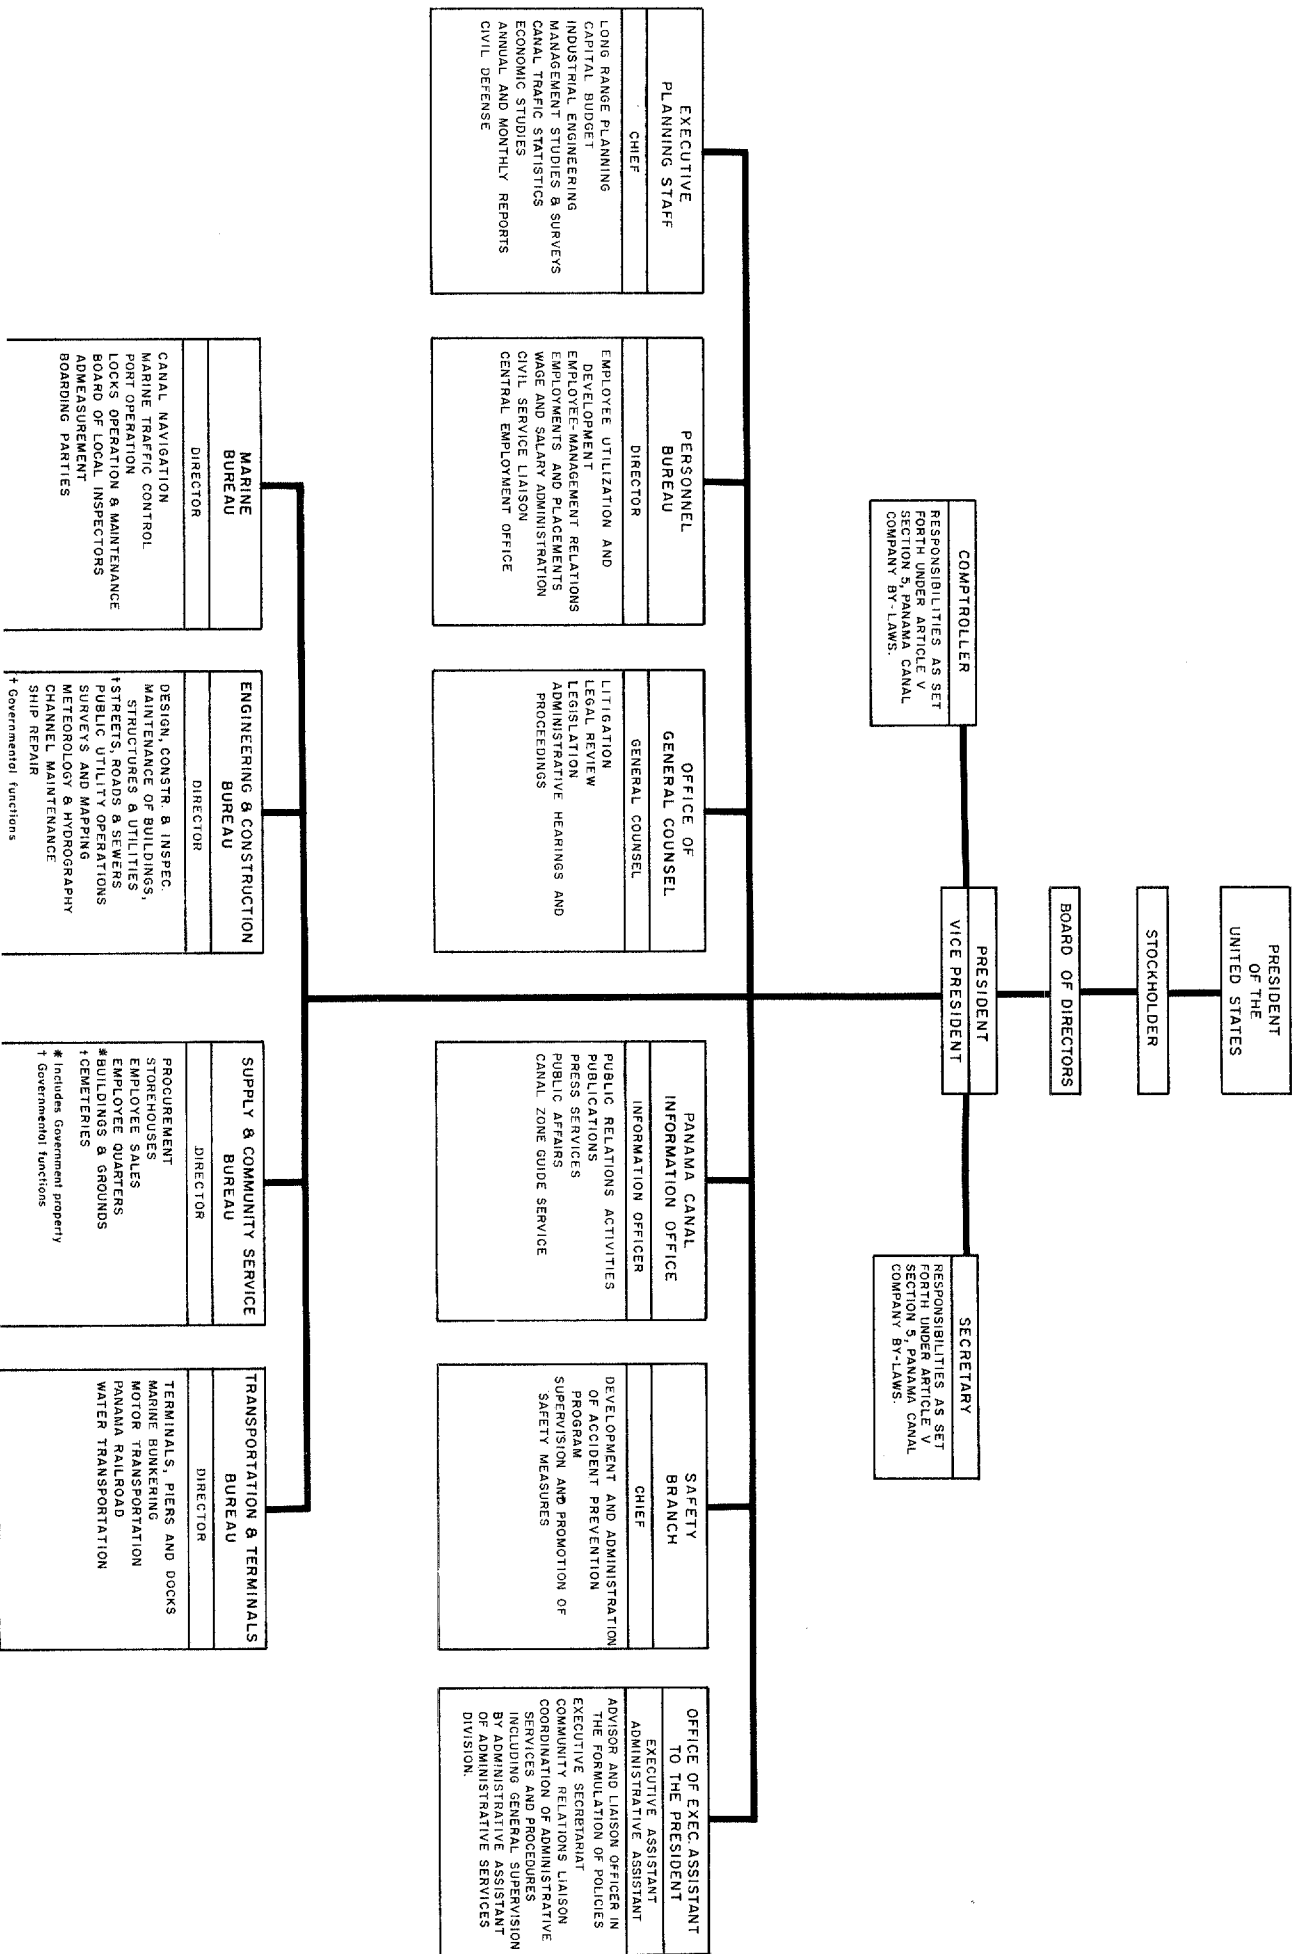 PRESIDENT
OF THE
UNITED STATES
STOCKHOLDER
BOARD OF DIRECTORS
PRESIDENT
VICE PRESIDENT
COMPTROLLER
RESPONSIBILITIES AS SET
FORTH UNDER ARTICLE V
SECTION 5, PANAMA CANAL
COMPANY BY-LAWS.
SECRETARY
RESPONSIBILITIES AS SET
FORTH UNDER ARTICLE V
SECTION 5, PANAMA CANAL
COMPANY BY-LAWS.
EXECUTIVE
PLANNING STAFF
CHIEF
LONG RANGE PLANNING
CAPITAL BUDGET
INDUSTRIAL ENGINEERING
MANAGEMENT STUDIES & SURVEYS
CANAL TRAFIC STATISTICS
ECONOMIC STUDIES
ANNUAL AND MONTHLY REPORTS
CIVIL DEFENSE
PERSONNEL
BUREAU
DIRECTOR
EMPLOYEE UTILIZATION AND
DEVELOPMENT
EMPLOYEE-MANAGEMENT RELATIONS
EMPLOYMENTS AND PLACEMENTS
WAGE AND SALARY ADMINISTRATION
CIVIL SERVICE LIAISON
CENTRAL EMPLOYMENT OFFICE
OFFICE OF
GENERAL COUNSEL
GENERAL COUNSEL
LITIGATION
LEGAL REVIEW
LEGISLATION
ADMINISTRATIVE HEARINGS AND
PROCEEDINGS
PANAMA CANAL
INFORMATION OFFICE
INFORMATION OFFICER
PUBLIC RELATIONS ACTIVITIES
PUBLICATIONS
PRESS SERVICES
PUBLIC AFFAIRS
CANAL ZONE GUIDE SERVICE
SAFETY
BRANCH
CHIEF
DEVELOPMENT AND ADMINISTRATION
OF ACCIDENT PREVENTION
PROGRAM
SUPERVISION AND PROMOTION OF
SAFETY MEASURES
OFFICE OF EXEC. ASSISTANT
TO THE PRESIDENT
EXECUTIVE ASSISTANT
ADMINISTRATIVE ASSISTANT
ADVISOR AND LIAISON OFFICER IN
THE FORMULATION OF POLICIES
EXECUTIVE SECRETARIAT
COMMUNITY RELATIONS LIAISON
COORDINATION OF ADMINISTRATIVE
SERVICES AND PROCEDURES
INCLUDING GENERAL SUPERVISION
BY ADMINISTRATIVE ASSISTANT
OF ADMINISTRATIVE SERVICES
DIVISION.
MARINE
BUREAU
DIRECTOR
CANAL NAVIGATION
MARINE TRAFFIC CONTROL
PORT OPERATION
LOCKS OPERATION & MAINTENANCE
BOARD OF LOCAL INSPECTORS
ADMEASUREMENT
BOARDING PARTIES
ENGINEERING & CONSTRUCTION
BUREAU
DIRECTOR
DESIGN, CONSTR. & INSPEC.
MAINTENANCE OF BUILDINGS,
STRUCTURES & UTILITIES
†STREETS, ROADS & SEWERS
PUBLIC UTILITY OPERATIONS
SURVEYS AND MAPPING
METEOROLOGY & HYDROGRAPHY
CHANNEL MAINTENANCE
SHIP REPAIR
† Governmental functions
SUPPLY & COMMUNITY SERVICE
BUREAU
DIRECTOR
PROCUREMENT
STOREHOUSES
EMPLOYEE SALES
EMPLOYEE QUARTERS
*BUILDINGS & GROUNDS
†CEMETERIES
* Includes Government property
† Governmental functions
TRANSPORTATION & TERMINALS
BUREAU
DIRECTOR
TERMINALS, PIERS AND DOCKS
MARINE BUNKERING
MOTOR TRANSPORTATION
PANAMA RAILROAD
WATER TRANSPORTATION